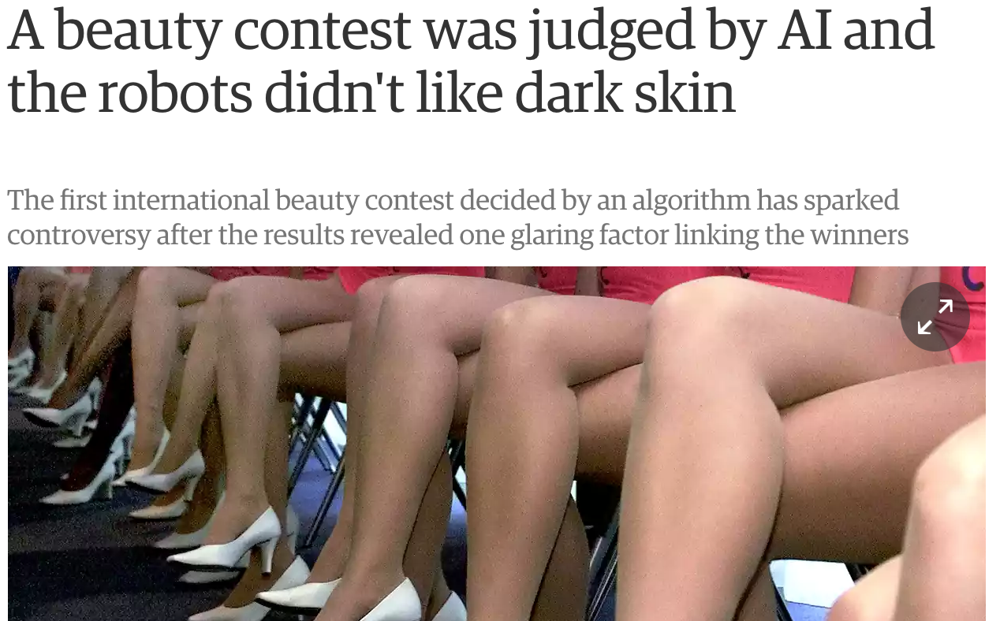 A beauty contest was judged by AI and
the robots didn't like dark skin
The first international beauty contest decided by an algorithm has sparked
controversy after the results revealed one glaring factor linking the winners